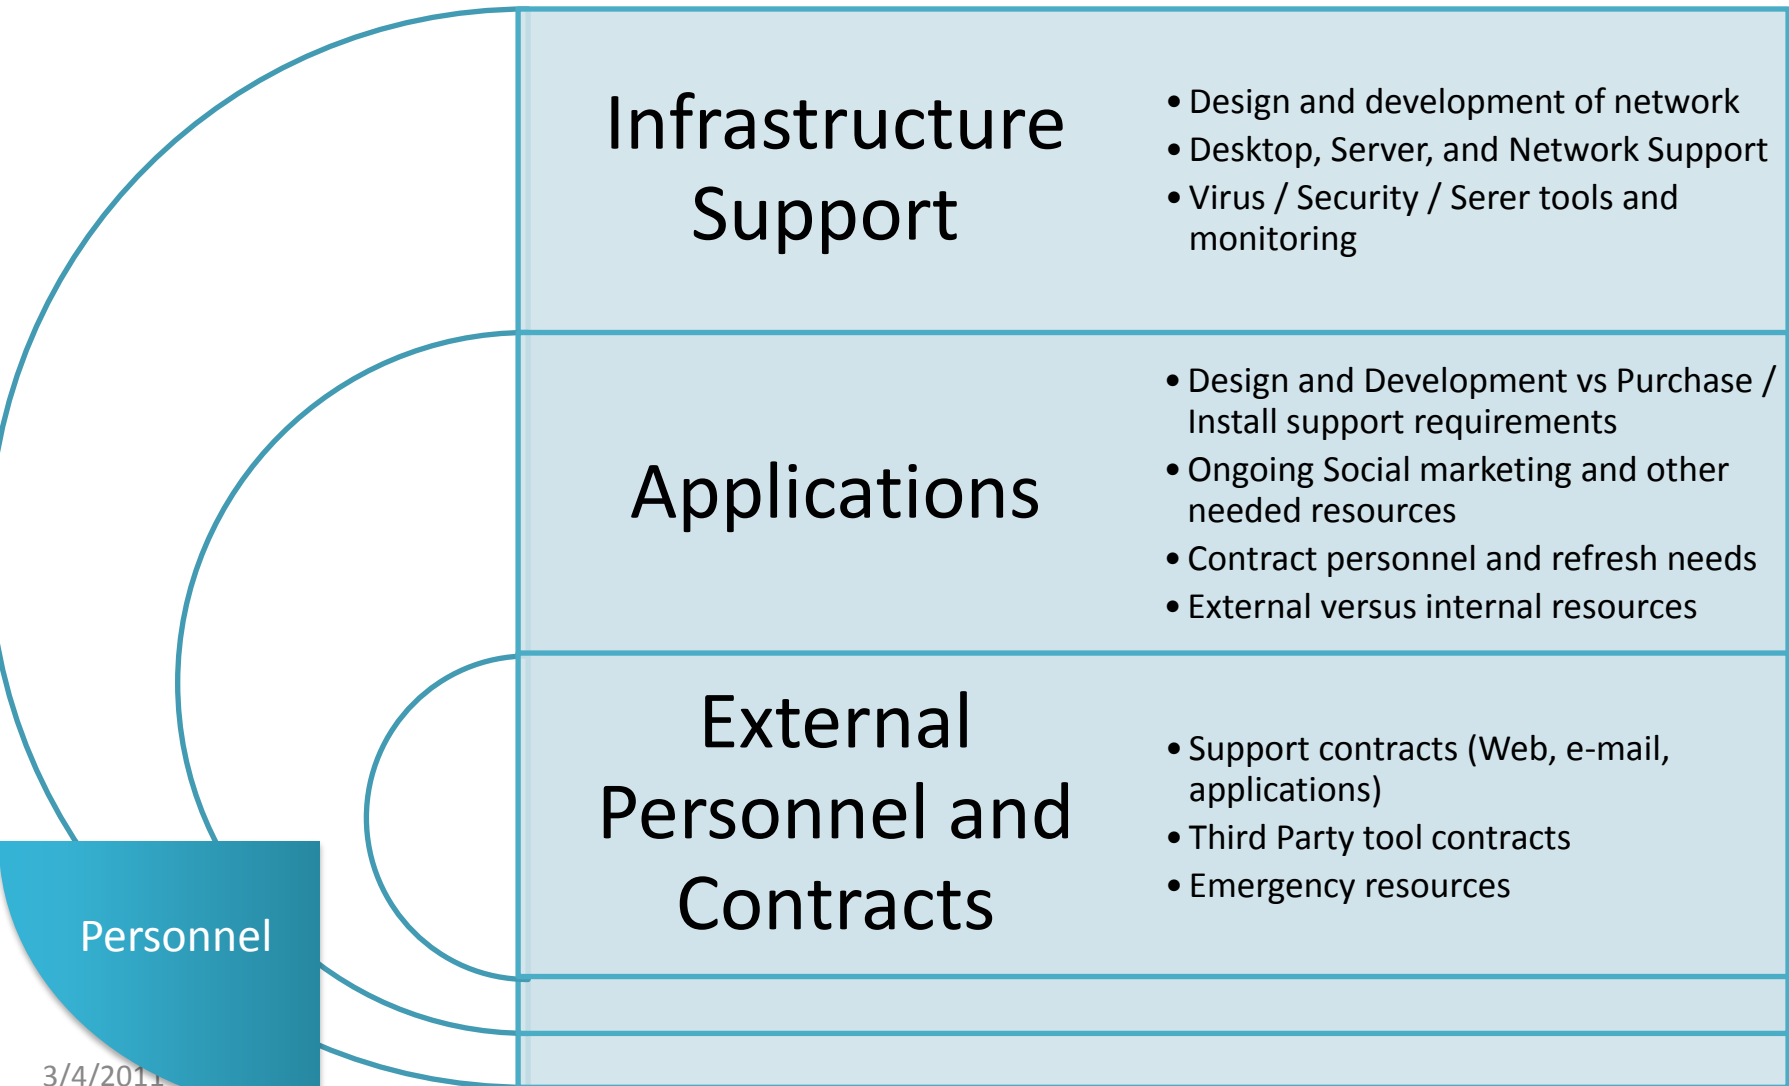 Infrastructure
Support
• Design and development of network
• Desktop, Server, and Network Support
• Virus / Security / Serer tools and
monitoring
Applications
• Design and Development vs Purchase /
Install support requirements
• Ongoing Social marketing and other
needed resources
• Contract personnel and refresh needs
• External versus internal resources
External
Personnel and
Contracts
• Support contracts (Web, e-mail,
applications)
• Third Party tool contracts
• Emergency resources
Personnel
3/4/2011